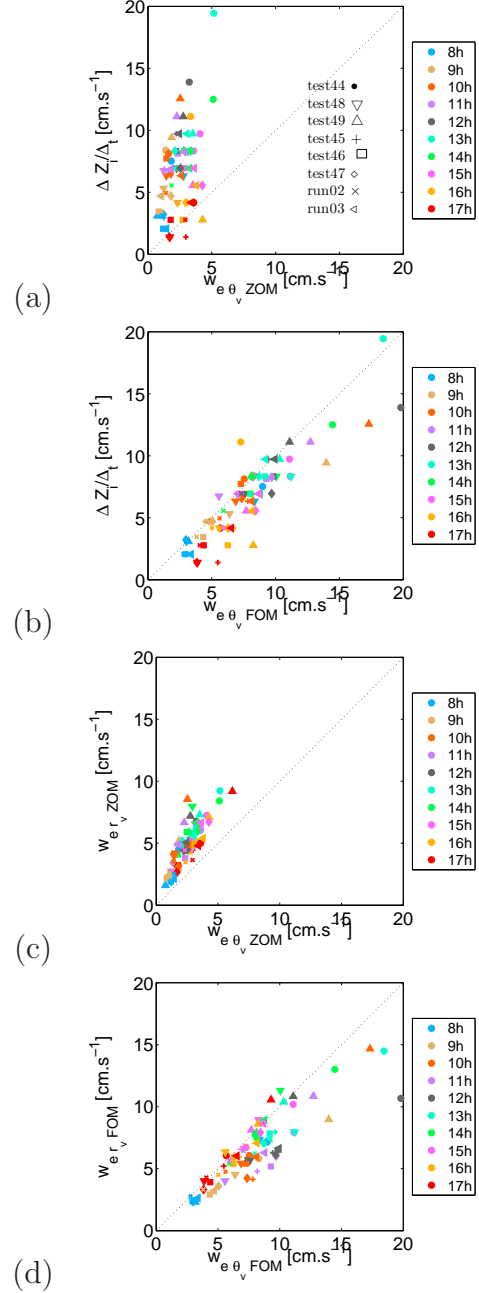 20
15
10
5
0
Δ Z_i/Δ_t [cm.s⁻¹]
0 5 10 15 20
w_e θ_v ZOM [cm.s⁻¹]
test44
test48
test49
test45
test46
test47
run02
run03
8h
9h
10h
11h
12h
13h
14h
15h
16h
17h
(a)
20
15
10
5
0
Δ Z_i/Δ_t [cm.s⁻¹]
0 5 10 15 20
w_e θ_v FOM [cm.s⁻¹]
8h
9h
10h
11h
12h
13h
14h
15h
16h
17h
(b)
20
15
10
5
0
w_e r_v ZOM [cm.s⁻¹]
0 5 10 15 20
w_e θ_v ZOM [cm.s⁻¹]
8h
9h
10h
11h
12h
13h
14h
15h
16h
17h
(c)
20
15
10
5
0
w_e r_v FOM [cm.s⁻¹]
0 5 10 15 20
w_e θ_v FOM [cm.s⁻¹]
8h
9h
10h
11h
12h
13h
14h
15h
16h
17h
(d)